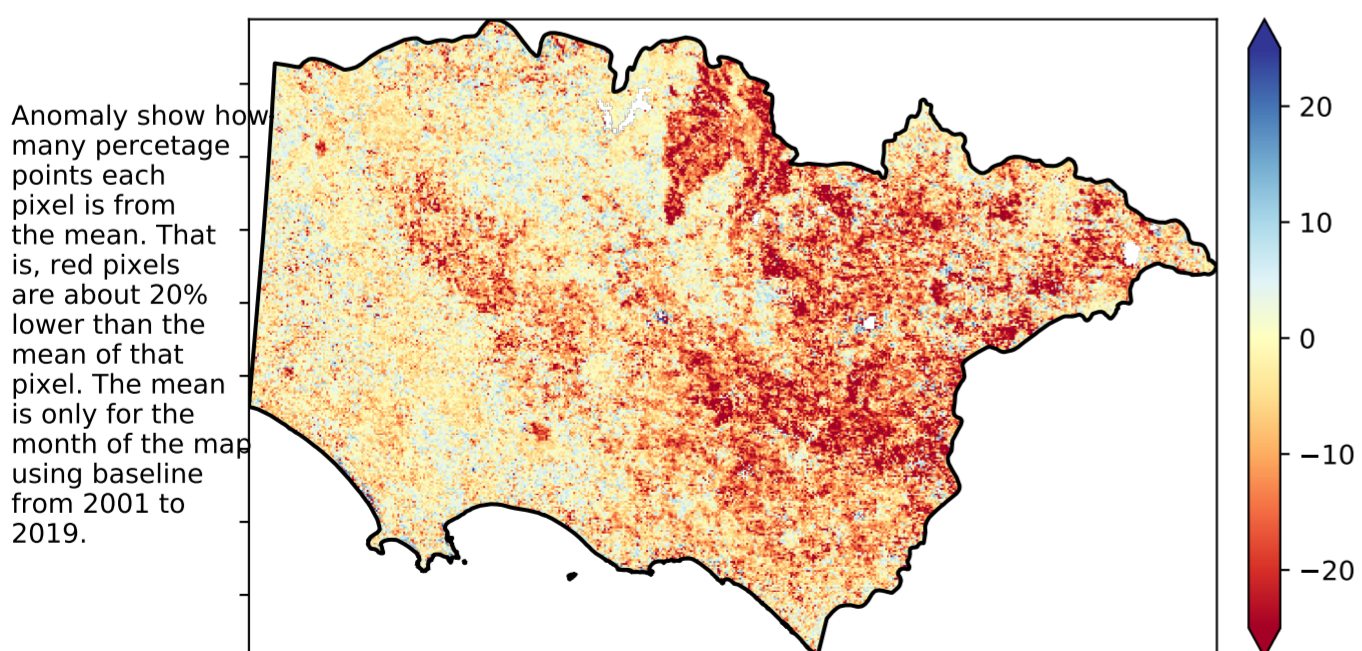 Anomaly show how
many percetage
points each
pixel is from
the mean. That
is, red pixels
are about 20%
lower than the
mean of that
pixel. The mean
is only for the
month of the map
using baseline
from 2001 to
2019.
20
10
0
−10
−20